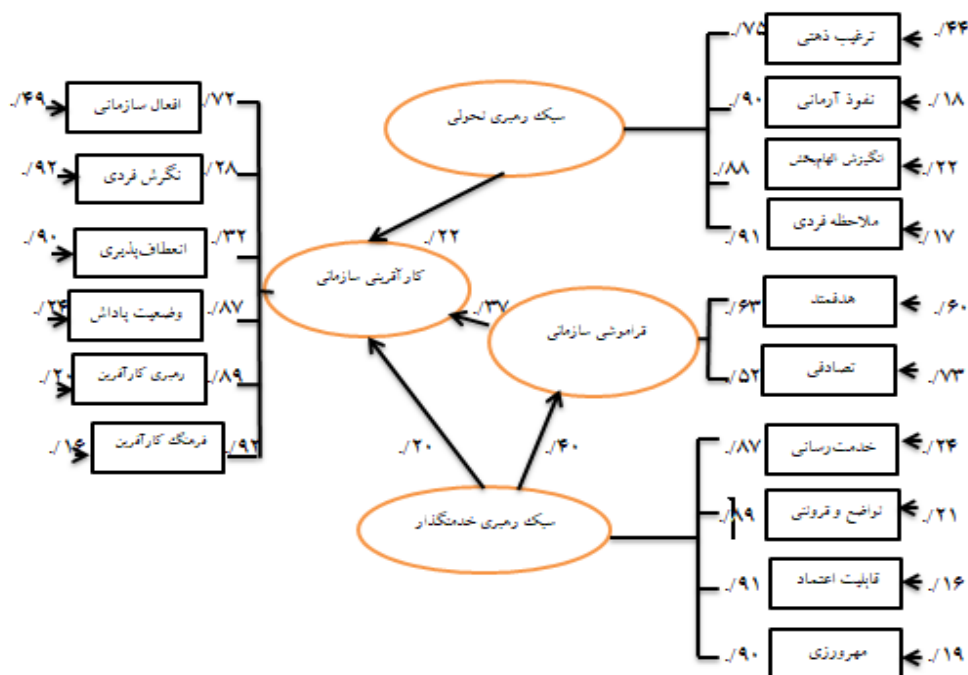 ./۷۵
ترغیب ذهنی
./۴۴
./۹۰
نفوذ آرمانی
./۱۸
./۸۸
انگیزش الهام‌بخش
./۲۲
./۹۱
ملاحظه فردی
./۱۷
سبک رهبری تحولی
./۴۹
افعال سازمانی
./۷۲
./۹۲
نگرش فردی
./۲۸
./۹۰
انعطاف‌پذیری
./۳۲
./۲۴
وضعیت پاداش
./۸۷
./۲۰
رهبری کارآفرین
./۸۹
./۱۶
فرهنگ کارآفرین
./۹۲
./۲۲
کارآفرینی سازمانی
./۳۷
فراموشی سازمانی
./۶۳
هدفمند
./۶۰
./۵۲
تصادفی
./۷۳
./۲۰
./۴۰
سبک رهبری خدمتگذار
./۸۷
خدمت‌رسانی
./۲۴
./۸۹
تواضع و فروتنی
./۲۱
./۹۱
قابلیت اعتماد
./۱۶
./۹۰
مهرورزی
./۱۹